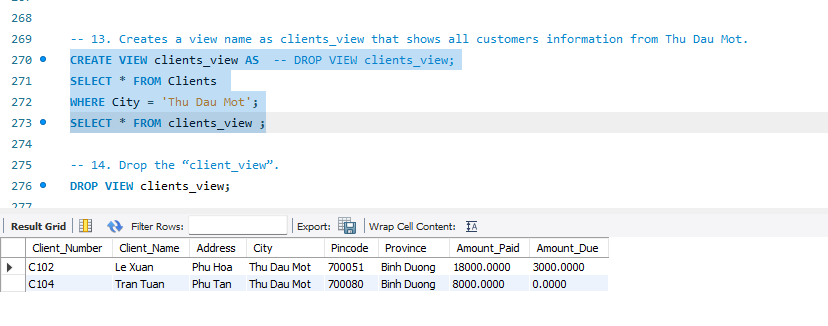 267
268
269 -- 13. Creates a view name as clients_view that shows all customers information from Thu Dau Mot.
270 CREATE VIEW clients_view AS -- DROP VIEW clients_view;
271 SELECT * FROM Clients
272 WHERE City = 'Thu Dau Mot';
273 SELECT * FROM clients_view ;
274
275 -- 14. Drop the “client_view”.
276 DROP VIEW clients_view;
277
Result Grid Filter Rows: Export: Wrap Cell Content:
Client_Number Client_Name Address City Pincode Province Amount_Paid Amount_Due
C102 Le Xuan Phu Hoa Thu Dau Mot 700051 Binh Duong 18000.0000 3000.0000
C104 Tran Tuan Phu Tan Thu Dau Mot 700080 Binh Duong 8000.0000 0.0000